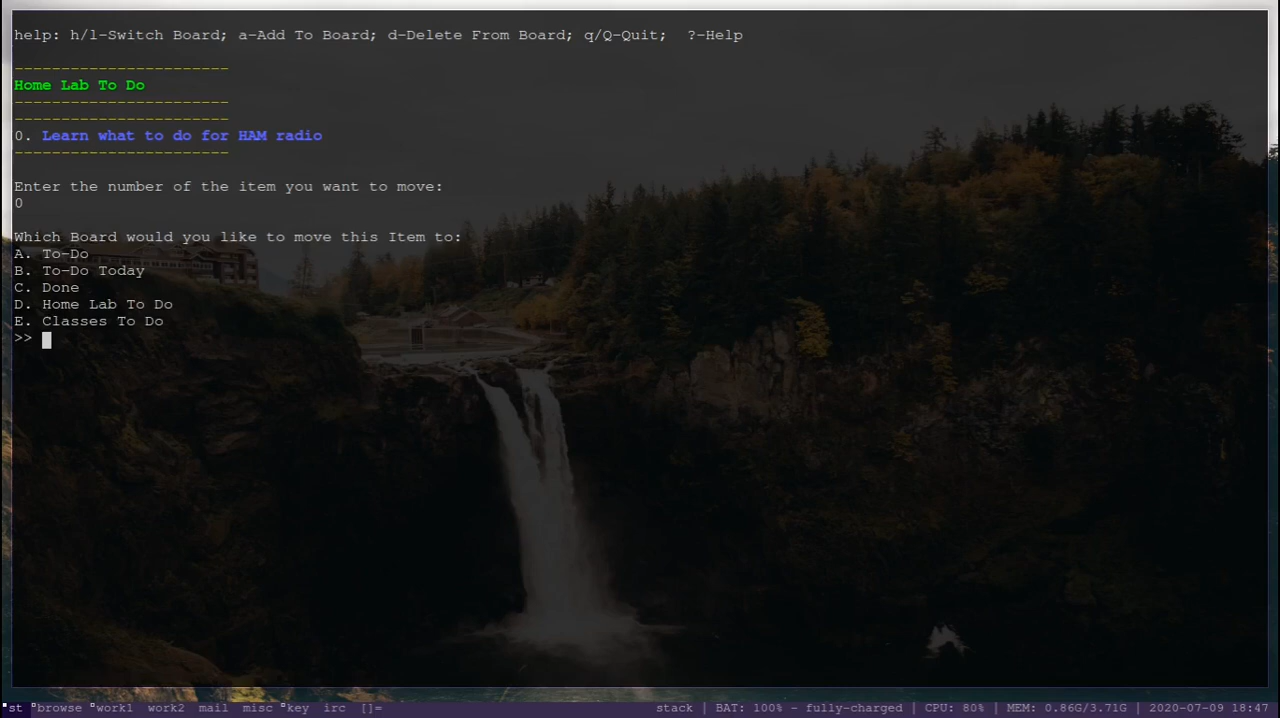 help: h/l-Switch Board; a-Add To Board; d-Delete From Board; q/Q-Quit;  ?-Help
-----------------------
Home Lab To Do
-----------------------
-----------------------
0. Learn what to do for HAM radio
-----------------------
Enter the number of the item you want to move:
0
Which Board would you like to move this Item to:
A. To-Do
B. To-Do Today
C. Done
D. Home Lab To Do
E. Classes To Do
>>
st browse work1 work2 mail misc key irc []= stack | BAT: 100% - fully-charged | CPU: 80% | MEM: 0.86G/3.71G | 2020-07-09 18:47